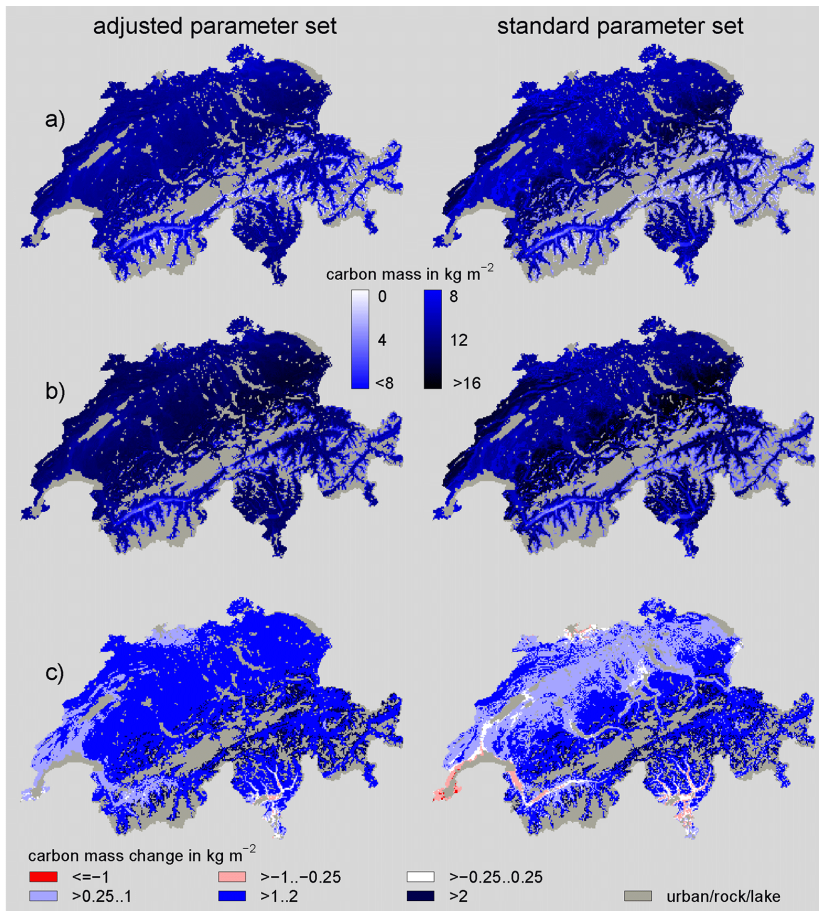 adjusted parameter set standard parameter set
a)
carbon mass in kg m⁻²
0 8
4 12
<8 >16
b)
c)
carbon mass change in kg m⁻²
<=−1 >−1..−0.25 >−0.25..0.25
>0.25..1 >1..2 >2 urban/rock/lake